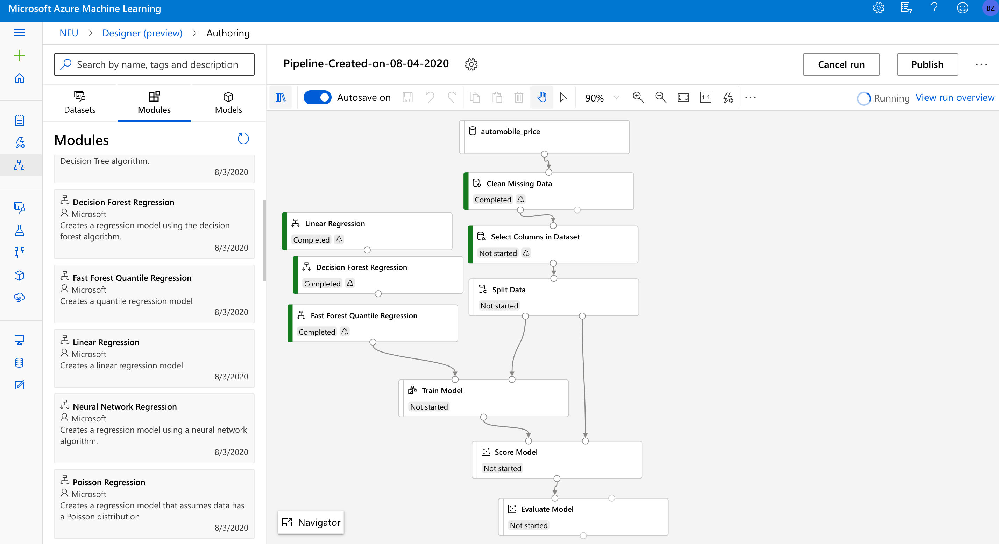 Microsoft Azure Machine Learning
BZ
NEU > Designer (preview) > Authoring
Search by name, tags and description
Datasets
Modules
Models
Modules
Decision Tree algorithm.
8/3/2020
Decision Forest Regression
Microsoft
Creates a regression model using the decision
forest algorithm.
8/3/2020
Fast Forest Quantile Regression
Microsoft
Creates a quantile regression model
8/3/2020
Linear Regression
Microsoft
Creates a linear regression model.
8/3/2020
Neural Network Regression
Microsoft
Creates a regression model using a neural network
algorithm.
8/3/2020
Poisson Regression
Microsoft
Creates a regression model that assumes data has
a Poisson distribution
8/3/2020
Pipeline-Created-on-08-04-2020
Cancel run
Publish
Autosave on
90%
1:1
Running
View run overview
automobile_price
Clean Missing Data
Completed
Linear Regression
Completed
Select Columns in Dataset
Not started
Decision Forest Regression
Completed
Split Data
Not started
Fast Forest Quantile Regression
Completed
Train Model
Not started
Score Model
Not started
Evaluate Model
Not started
Navigator